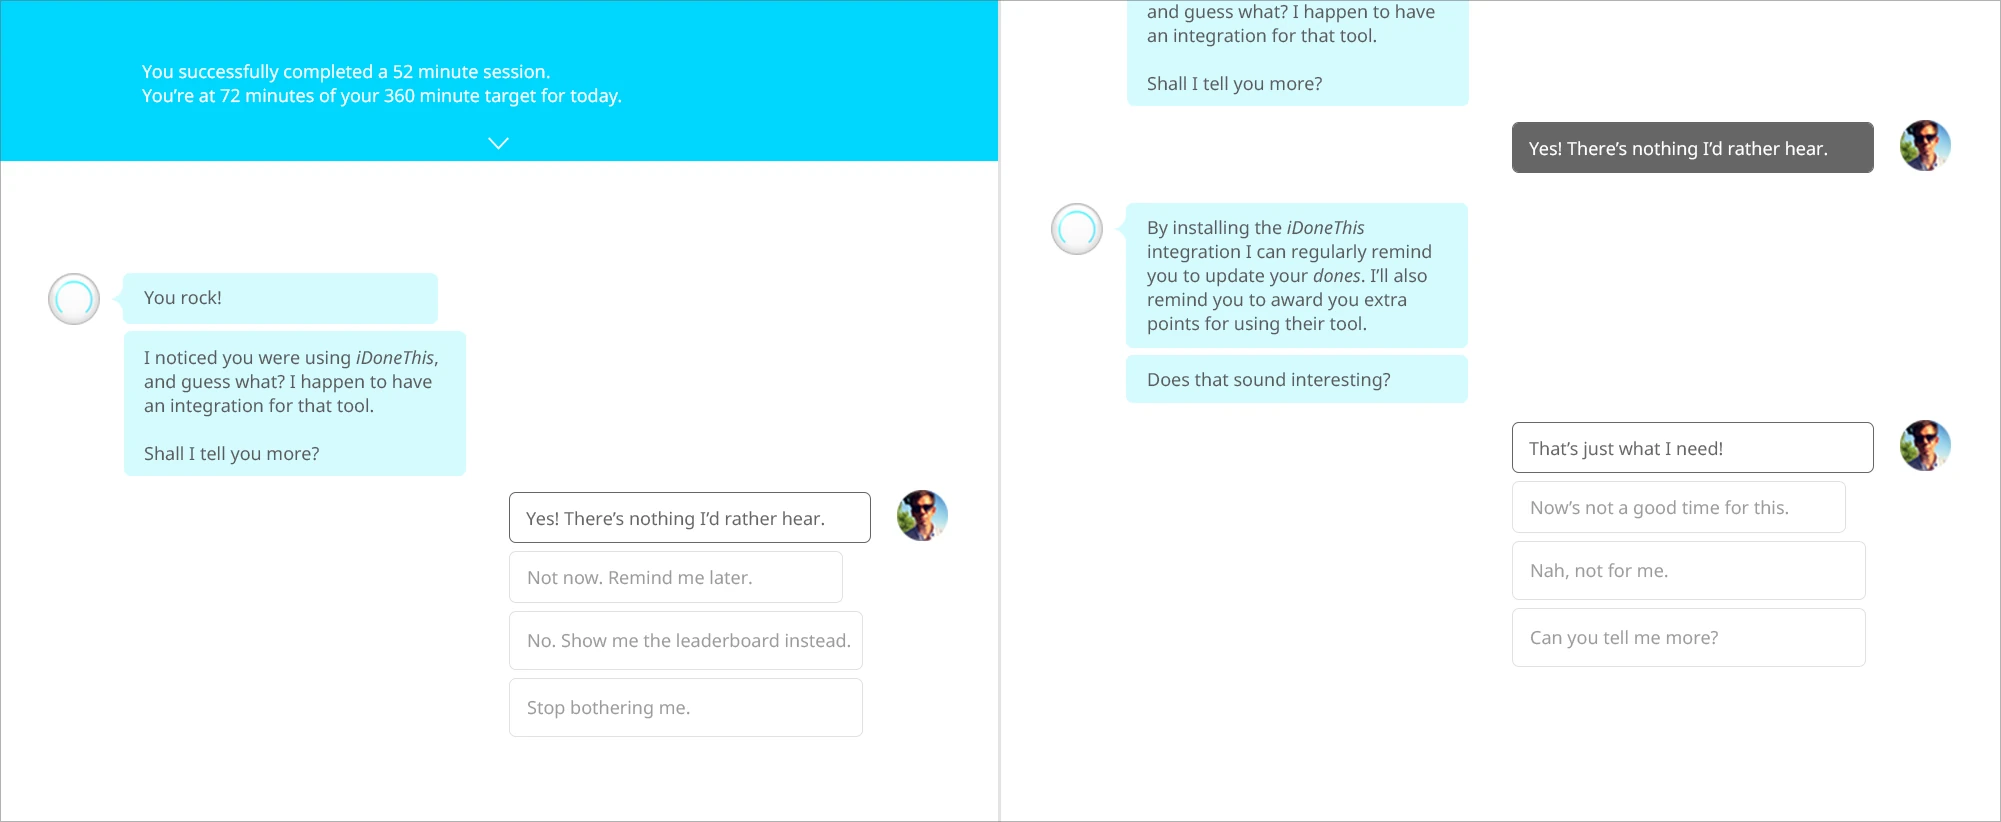 You successfully completed a 52 minute session.
You're at 72 minutes of your 360 minute target for today.
You rock!
I noticed you were using iDoneThis,
and guess what? I happen to have
an integration for that tool.
Shall I tell you more?
Yes! There's nothing I'd rather hear.
Not now. Remind me later.
No. Show me the leaderboard instead.
Stop bothering me.
and guess what? I happen to have
an integration for that tool.
Shall I tell you more?
Yes! There's nothing I'd rather hear.
By installing the iDoneThis
integration I can regularly remind
you to update your dones. I'll also
remind you to award you extra
points for using their tool.
Does that sound interesting?
That's just what I need!
Now's not a good time for this.
Nah, not for me.
Can you tell me more?